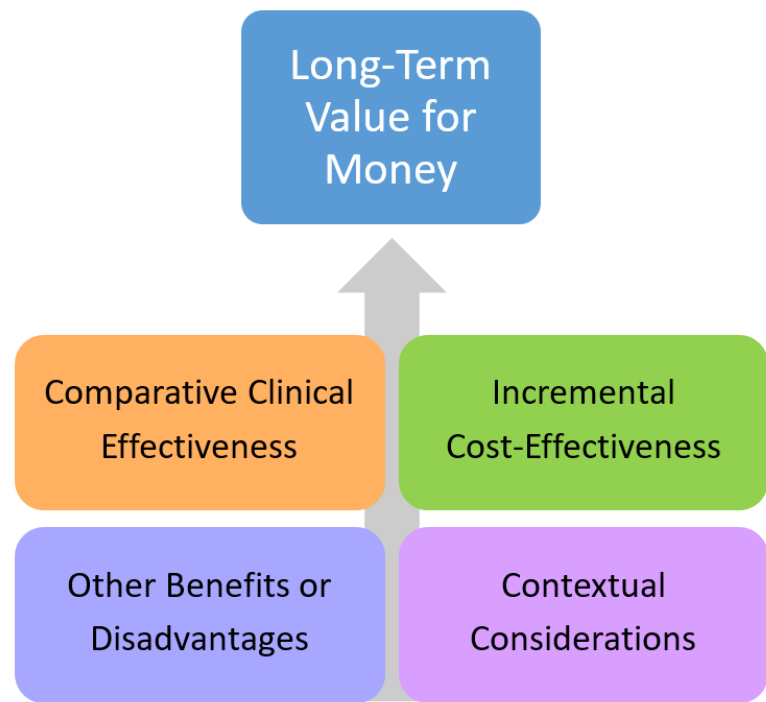 Long-Term
Value for
Money
Comparative Clinical
Effectiveness
Incremental
Cost-Effectiveness
Other Benefits or
Disadvantages
Contextual
Considerations